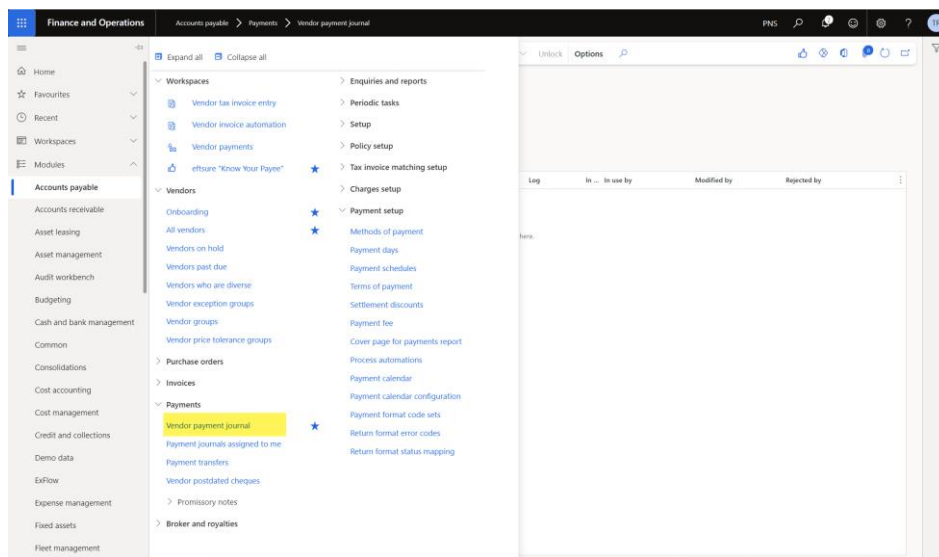 Finance and Operations
Accounts payable > Payments > Vendor payment journal
PNS
Expand all
Collapse all
Unlock
Options
Home
Favourites
Recent
Workspaces
Modules
Accounts payable
Accounts receivable
Asset leasing
Asset management
Audit workbench
Budgeting
Cash and bank management
Common
Consolidations
Cost accounting
Cost management
Credit and collections
Demo data
ExFlow
Expense management
Fixed assets
Fleet management
Workspaces
Vendor tax invoice entry
Vendor invoice automation
Vendor payments
eftsure "Know Your Payee"
Vendors
Onboarding
All vendors
Vendors on hold
Vendors past due
Vendors who are diverse
Vendor exception groups
Vendor groups
Vendor price tolerance groups
Purchase orders
Invoices
Payments
Vendor payment journal
Payment journals assigned to me
Payment transfers
Vendor postdated cheques
Promissory notes
Broker and royalties
Enquiries and reports
Periodic tasks
Setup
Policy setup
Tax invoice matching setup
Charges setup
Payment setup
Methods of payment
Payment days
Payment schedules
Terms of payment
Settlement discounts
Payment fee
Cover page for payments report
Process automations
Payment calendar
Payment calendar configuration
Payment format code sets
Return format error codes
Return format status mapping
Log In ... In use by Modified by Rejected by
here.